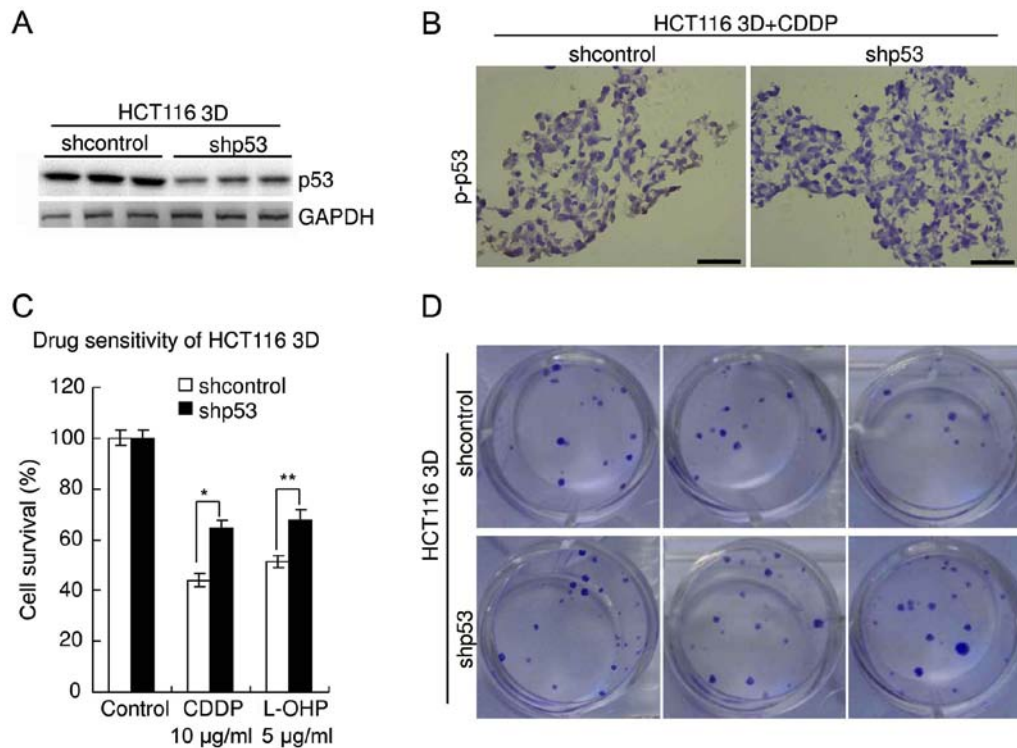 A
HCT116 3D
shcontrol shp53
p53
GAPDH
B
HCT116 3D+CDDP
shcontrol shp53
p-p53
C
Drug sensitivity of HCT116 3D
shcontrol
shp53
Cell survival (%)
120
100
80
60
40
20
0
* **
Control CDDP L-OHP
10 µg/ml 5 µg/ml
D
HCT116 3D
shcontrol
shp53